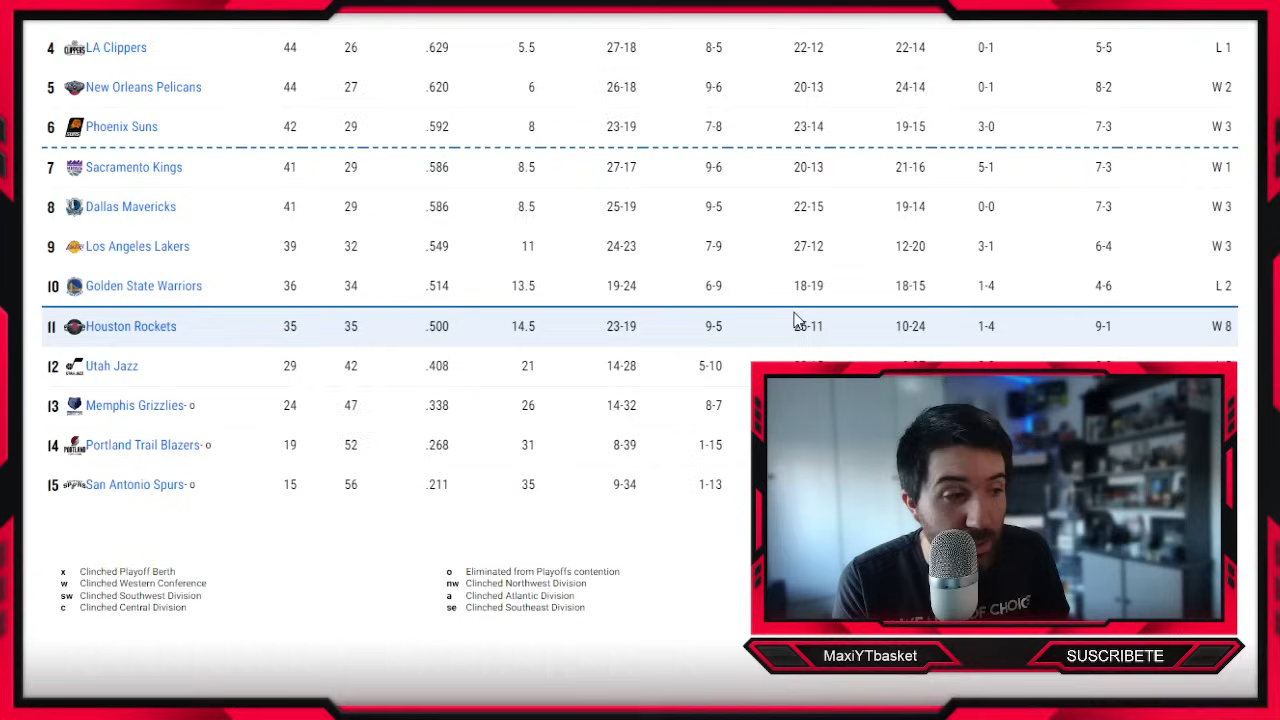 4 LA Clippers 44 26 .629 5.5 27-18 8-5 22-12 22-14 0-1 5-5 L 1
5 New Orleans Pelicans 44 27 .620 6 26-18 9-6 20-13 24-14 0-1 8-2 W 2
6 Phoenix Suns 42 29 .592 8 23-19 7-8 23-14 19-15 3-0 7-3 W 3
7 Sacramento Kings 41 29 .586 8.5 27-17 9-6 20-13 21-16 5-1 7-3 W 1
8 Dallas Mavericks 41 29 .586 8.5 25-19 9-5 22-15 19-14 0-0 7-3 W 3
9 Los Angeles Lakers 39 32 .549 11 24-23 7-9 27-12 12-20 3-1 6-4 W 3
10 Golden State Warriors 36 34 .514 13.5 19-24 6-9 18-19 18-15 1-4 4-6 L 2
11 Houston Rockets 35 35 .500 14.5 23-19 9-5 10-24 1-4 9-1 W 8
12 Utah Jazz 29 42 .408 21 14-28 5-10
13 Memphis Grizzlies- o 24 47 .338 26 14-32 8-7
14 Portland Trail Blazers- o 19 52 .268 31 8-39 1-15
15 San Antonio Spurs- o 15 56 .211 35 9-34 1-13
x Clinched Playoff Berth
w Clinched Western Conference
sw Clinched Southwest Division
c Clinched Central Division
o Eliminated from Playoffs contention
nw Clinched Northwest Division
a Clinched Atlantic Division
se Clinched Southeast Division
OF CHOICE
MaxiYTbasket
SUSCRIBETE